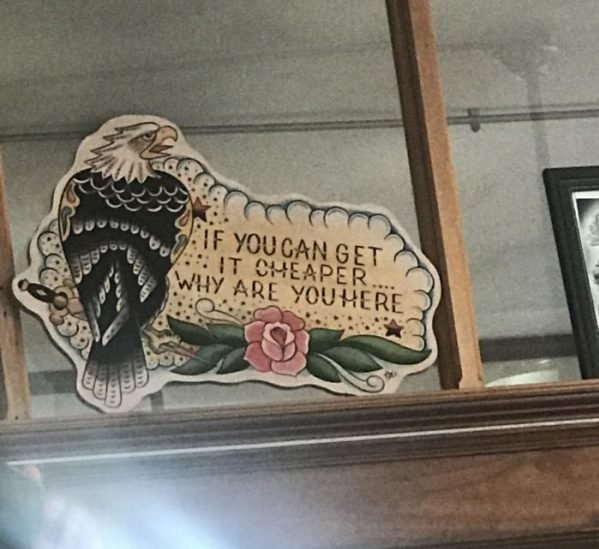 IF YOU CAN GET
IT CHEAPER...
WHY ARE YOU HERE